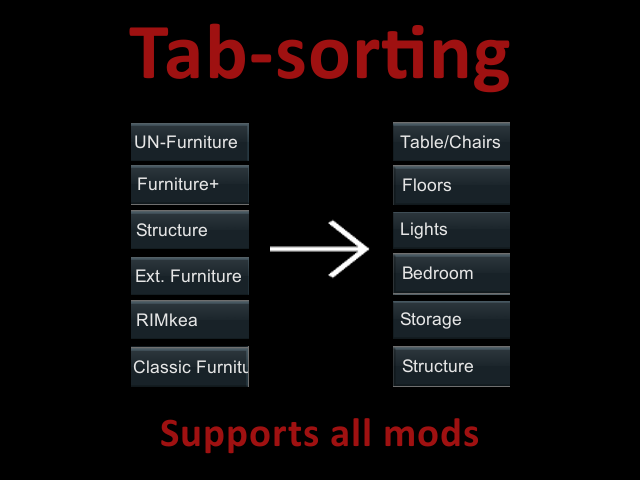 Tab-sorting
UN-Furniture
Furniture+
Structure
Ext. Furniture
RIMkea
Classic Furnitu
Table/Chairs
Floors
Lights
Bedroom
Storage
Structure
Supports all mods